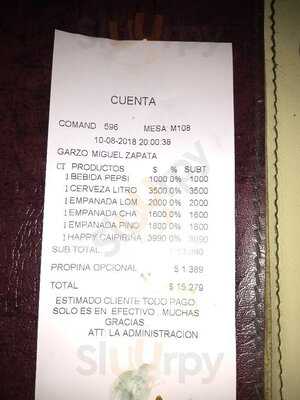 CUENTA
COMAND 596 MESA M108
10-08-2018 20:00:38
GARZO MIGUEL ZAPATA
CT PRODUCTOS $ % SUBT
1 BEBIDA PEPSI 1000 0% 1000
1 CERVEZA LITRO 3500 0% 3500
1 EMPANADA LOM 2000 0% 2000
1 EMPANADA CHA 1600 0% 1600
1 EMPANADA PINO 1800 0% 1800
1 HAPPY CAIPIRIÑA 3990 0% 3990
SUB TOTAL
PROPINA OPCIONAL $ 1.389
TOTAL $ 15.279
ESTIMADO CLIENTE TODO PAGO
SOLO ES EN EFECTIVO . MUCHAS
GRACIAS
ATT. LA ADMINISTRACION
sluurpy